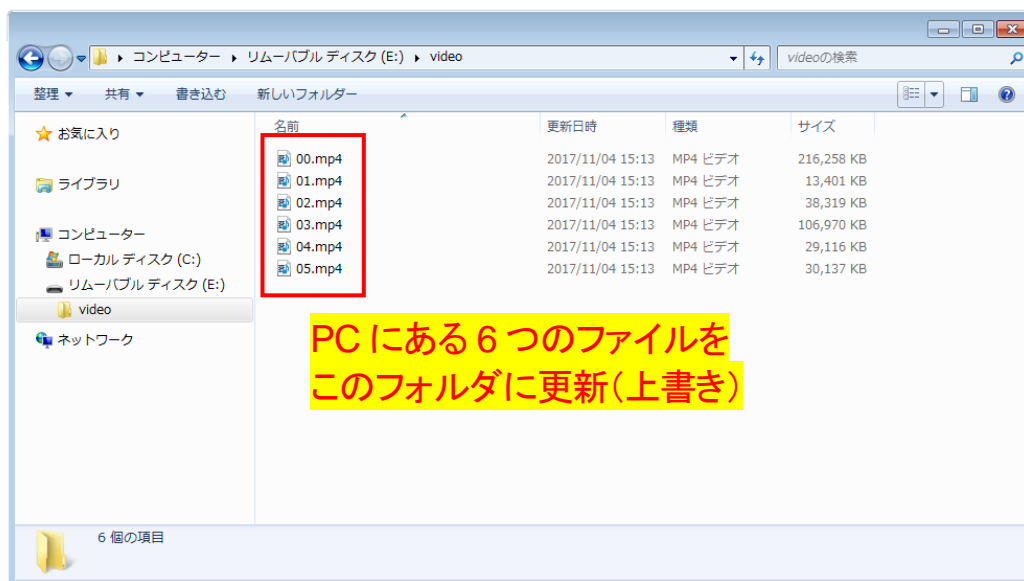 コンピューター ▸ リムーバブル ディスク (E:) ▸ video
videoの検索
整理 ▼ 共有 ▼ 書き込む 新しいフォルダー
お気に入り
ライブラリ
コンピューター
ローカル ディスク (C:)
リムーバブル ディスク (E:)
video
ネットワーク
名前 更新日時 種類 サイズ
00.mp4 2017/11/04 15:13 MP4 ビデオ 216,258 KB
01.mp4 2017/11/04 15:13 MP4 ビデオ 13,401 KB
02.mp4 2017/11/04 15:13 MP4 ビデオ 38,319 KB
03.mp4 2017/11/04 15:13 MP4 ビデオ 106,970 KB
04.mp4 2017/11/04 15:13 MP4 ビデオ 29,116 KB
05.mp4 2017/11/04 15:13 MP4 ビデオ 30,137 KB
PC にある 6 つのファイルを
このフォルダに更新(上書き)
6 個の項目